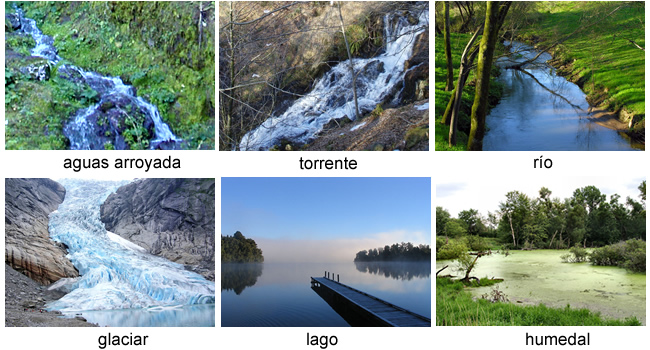 aguas arroyada
torrente
río
glaciar
lago
humedal